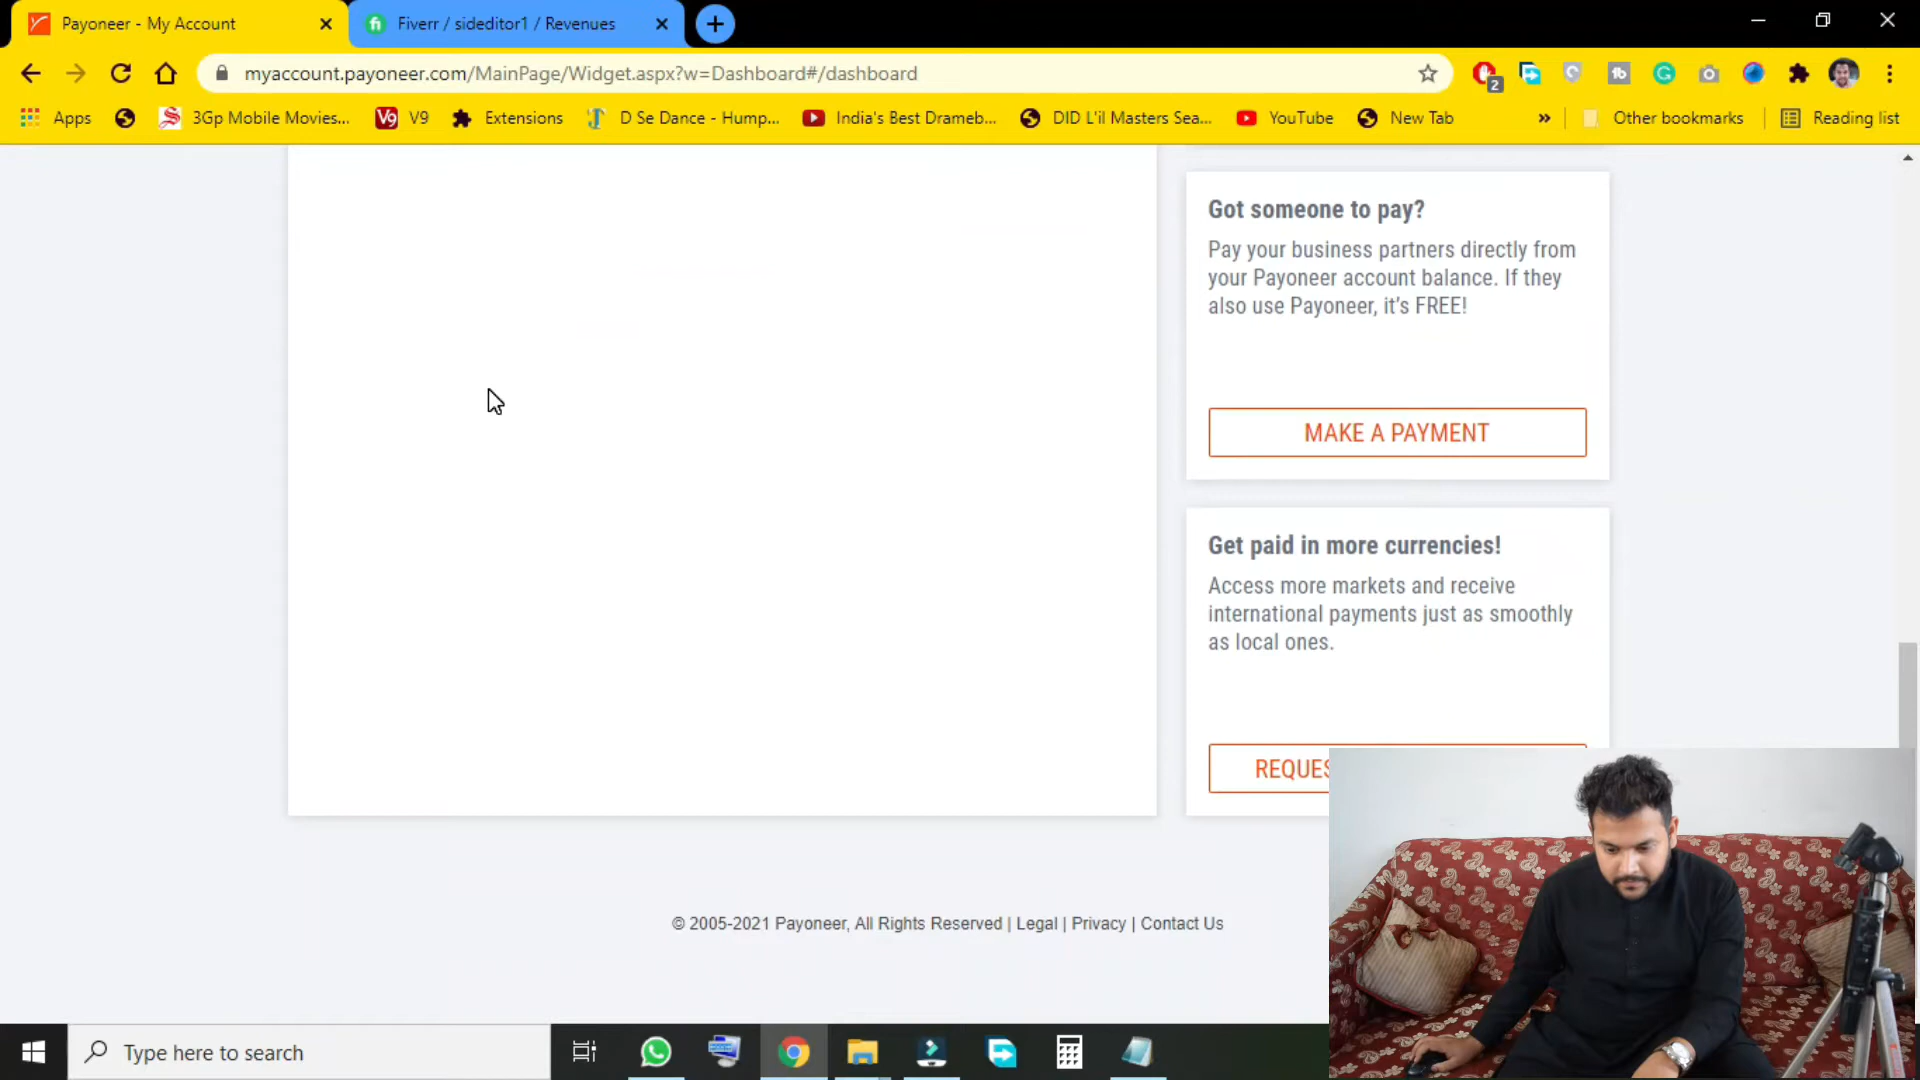 Payoneer - My Account
Fiverr / sideditor1 / Revenues
myaccount.payoneer.com/MainPage/Widget.aspx?w=Dashboard#/dashboard
2
Apps
3Gp Mobile Movies...
V9 V9
Extensions
D Se Dance - Hump...
India's Best Drameb...
DID L'il Masters Sea...
YouTube
New Tab
»
Other bookmarks
Reading list
Got someone to pay?
Pay your business partners directly from
your Payoneer account balance. If they
also use Payoneer, it's FREE!
MAKE A PAYMENT
Get paid in more currencies!
Access more markets and receive
international payments just as smoothly
as local ones.
REQUES
© 2005-2021 Payoneer, All Rights Reserved | Legal | Privacy | Contact Us
Type here to search